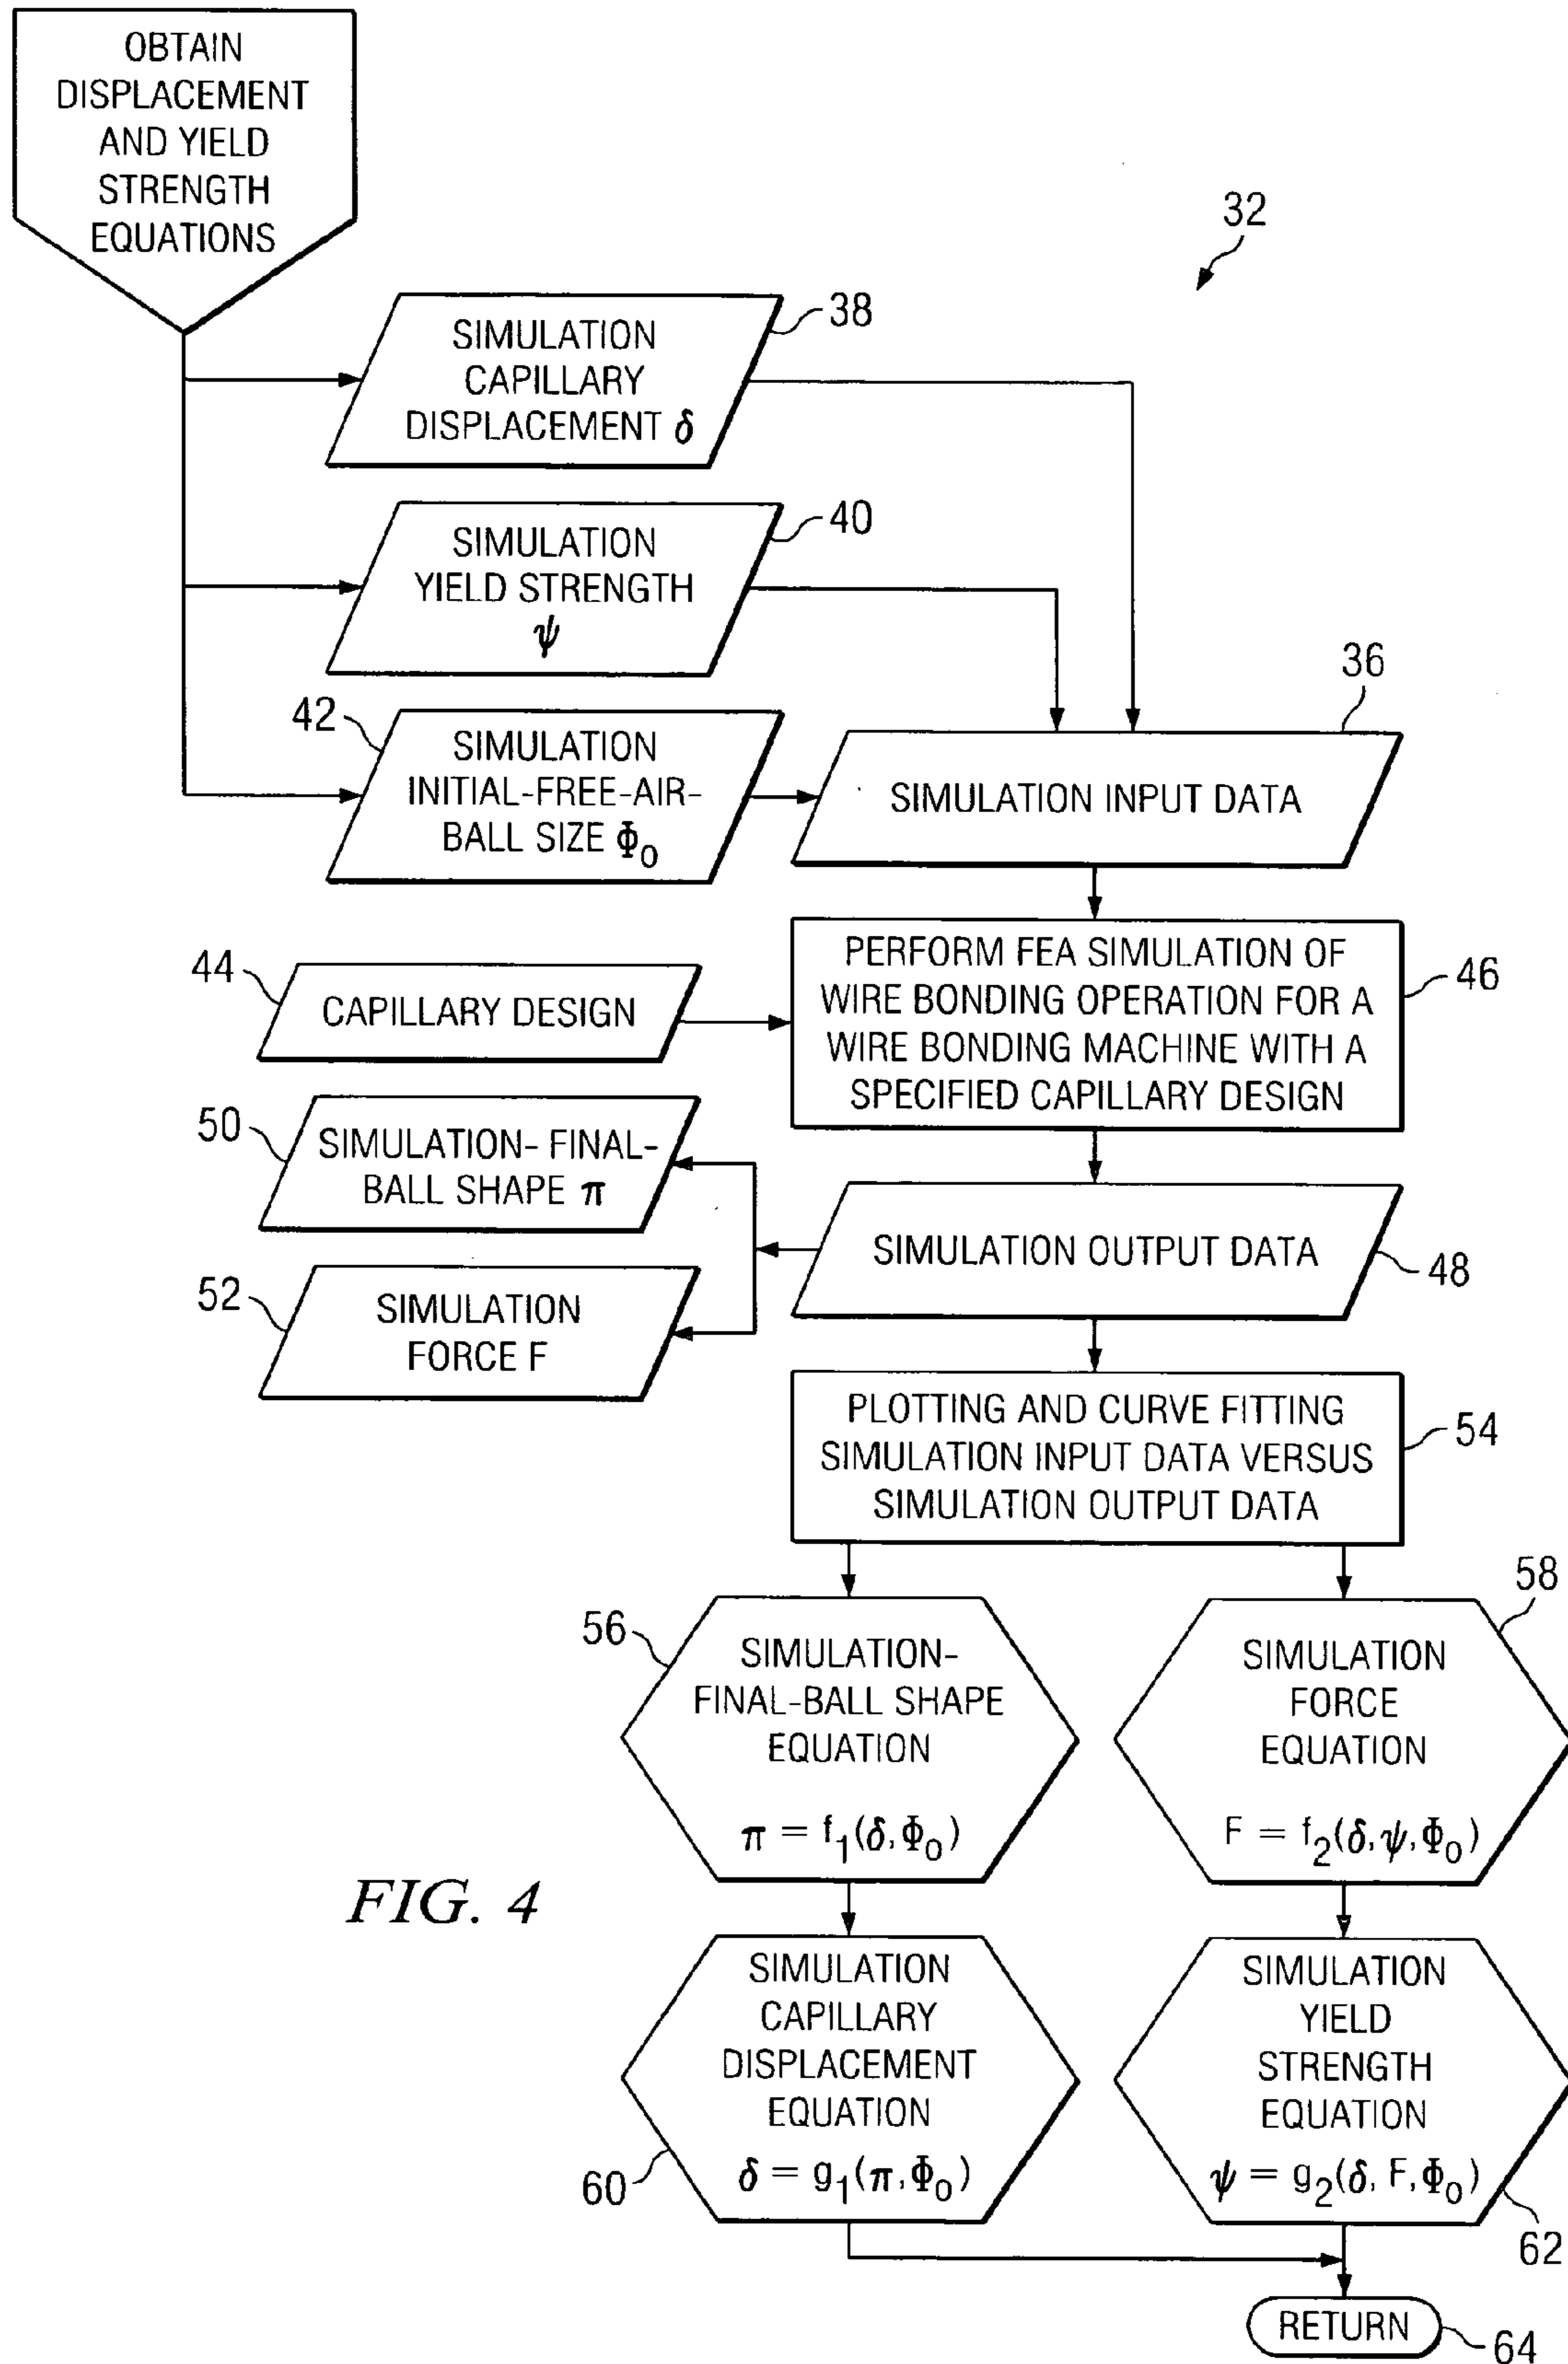 OBTAIN
DISPLACEMENT
AND YIELD
STRENGTH
EQUATIONS
32
38
SIMULATION
CAPILLARY
DISPLACEMENT δ
40
SIMULATION
YIELD STRENGTH
ψ
36
42
SIMULATION
INITIAL-FREE-AIR-
BALL SIZE Φ₀
SIMULATION INPUT DATA
44
CAPILLARY DESIGN
PERFORM FEA SIMULATION OF
WIRE BONDING OPERATION FOR A
WIRE BONDING MACHINE WITH A
SPECIFIED CAPILLARY DESIGN
46
50
SIMULATION- FINAL-
BALL SHAPE π
SIMULATION OUTPUT DATA
48
52
SIMULATION
FORCE F
PLOTTING AND CURVE FITTING
SIMULATION INPUT DATA VERSUS
SIMULATION OUTPUT DATA
54
56
SIMULATION-
FINAL-BALL SHAPE
EQUATION
π = f₁(δ,Φ₀)
58
SIMULATION
FORCE
EQUATION
F = f₂(δ,ψ,Φ₀)
FIG. 4
SIMULATION
CAPILLARY
DISPLACEMENT
EQUATION
δ = g₁(π,Φ₀)
60
SIMULATION
YIELD
STRENGTH
EQUATION
ψ = g₂(δ, F,Φ₀)
62
RETURN
64